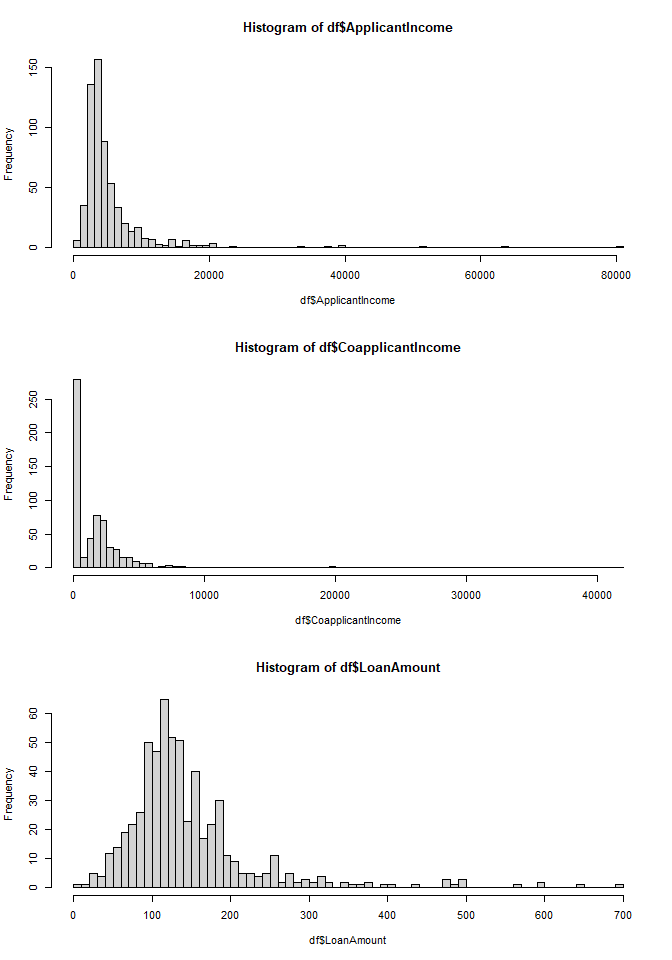 Histogram of df$ApplicantIncome
Frequency
150
100
50
0
0 20000 40000 60000 80000
df$ApplicantIncome
Histogram of df$CoapplicantIncome
Frequency
250
200
150
100
50
0
0 10000 20000 30000 40000
df$CoapplicantIncome
Histogram of df$LoanAmount
Frequency
60
50
40
30
20
10
0
0 100 200 300 400 500 600 700
df$LoanAmount